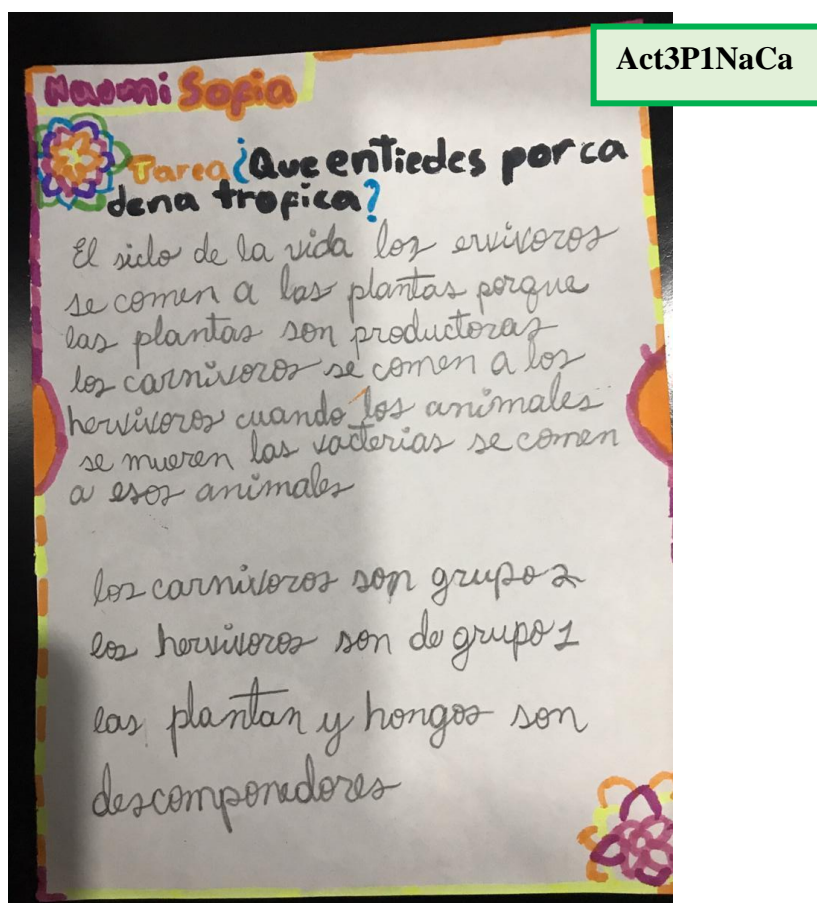 Act3P1NaCa
Naomi Sofia
Tarea ¿Que entiedes por ca
dena trofica?
El siclo de la vida los ervivoros
se comen a las plantas porque
las plantas son productoras
los carnivoros se comen a los
hervivoros cuando los animales
se mueren las vacterias se comen
a esos animales
los carnivoros son grupo 2
los hervivoros son de grupo 1
las plantan y hongos son
descomponedores